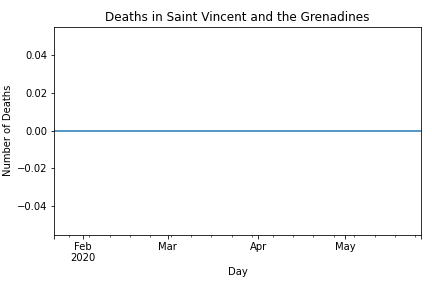 Deaths in Saint Vincent and the Grenadines
Number of Deaths
0.04
0.02
0.00
−0.02
−0.04
Feb
2020
Mar
Apr
May
Day